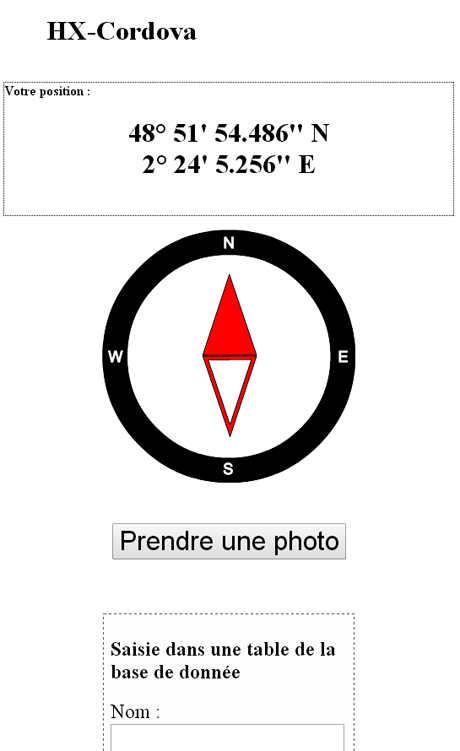 HX-Cordova
Votre position :
48° 51' 54.486" N
2° 24' 5.256" E
N
W
E
S
Prendre une photo
Saisie dans une table de la
base de donnée
Nom :